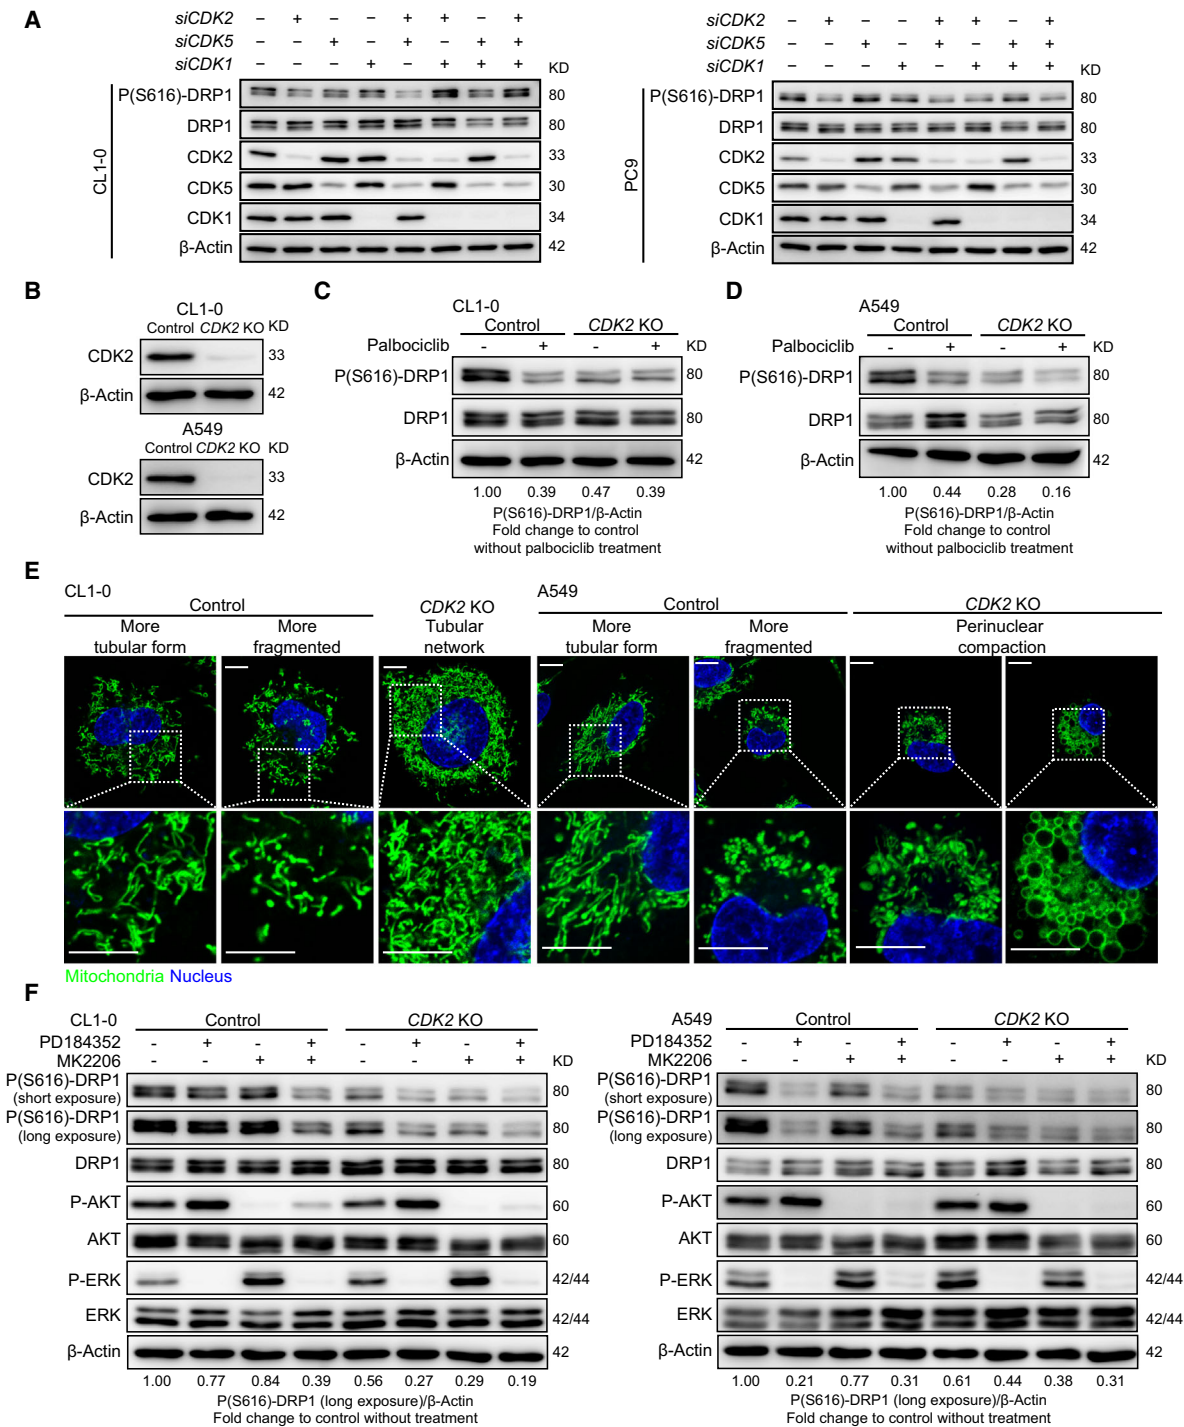 A
siCDK2 – + – – + + – +
siCDK5 – – + – + – + +
siCDK1 – – – + – + + +
KD
CL1-0
P(S616)-DRP1 80
DRP1 80
CDK2 33
CDK5 30
CDK1 34
β-Actin 42
siCDK2 – + – – + + – +
siCDK5 – – + – + – + +
siCDK1 – – – + – + + +
KD
PC9
P(S616)-DRP1 80
DRP1 80
CDK2 33
CDK5 30
CDK1 34
β-Actin 42
B
CL1-0
Control CDK2 KO KD
CDK2 33
β-Actin 42
A549
Control CDK2 KO KD
CDK2 33
β-Actin 42
C
CL1-0
Control CDK2 KO
Palbociclib - + - + KD
P(S616)-DRP1 80
DRP1 80
β-Actin 42
1.00 0.39 0.47 0.39
P(S616)-DRP1/β-Actin
Fold change to control
without palbociclib treatment
D
A549
Control CDK2 KO
Palbociclib - + - + KD
P(S616)-DRP1 80
DRP1 80
β-Actin 42
1.00 0.44 0.28 0.16
P(S616)-DRP1/β-Actin
Fold change to control
without palbociclib treatment
E
CL1-0
Control
More
tubular form
More
fragmented
CDK2 KO
Tubular
network
A549
Control
More
tubular form
More
fragmented
CDK2 KO
Perinuclear
compaction
Mitochondria Nucleus
F
CL1-0 Control CDK2 KO
PD184352 - + - + - + - +
MK2206 - - + + - - + + KD
P(S616)-DRP1
(short exposure) 80
P(S616)-DRP1
(long exposure) 80
DRP1 80
P-AKT 60
AKT 60
P-ERK 42/44
ERK 42/44
β-Actin 42
1.00 0.77 0.84 0.39 0.56 0.27 0.29 0.19
P(S616)-DRP1 (long exposure)/β-Actin
Fold change to control without treatment
A549 Control CDK2 KO
PD184352 - + - + - + - +
MK2206 - - + + - - + + KD
P(S616)-DRP1
(short exposure) 80
P(S616)-DRP1
(long exposure) 80
DRP1 80
P-AKT 60
AKT 60
P-ERK 42/44
ERK 42/44
β-Actin 42
1.00 0.21 0.77 0.31 0.61 0.44 0.38 0.31
P(S616)-DRP1 (long exposure)/β-Actin
Fold change to control without treatment